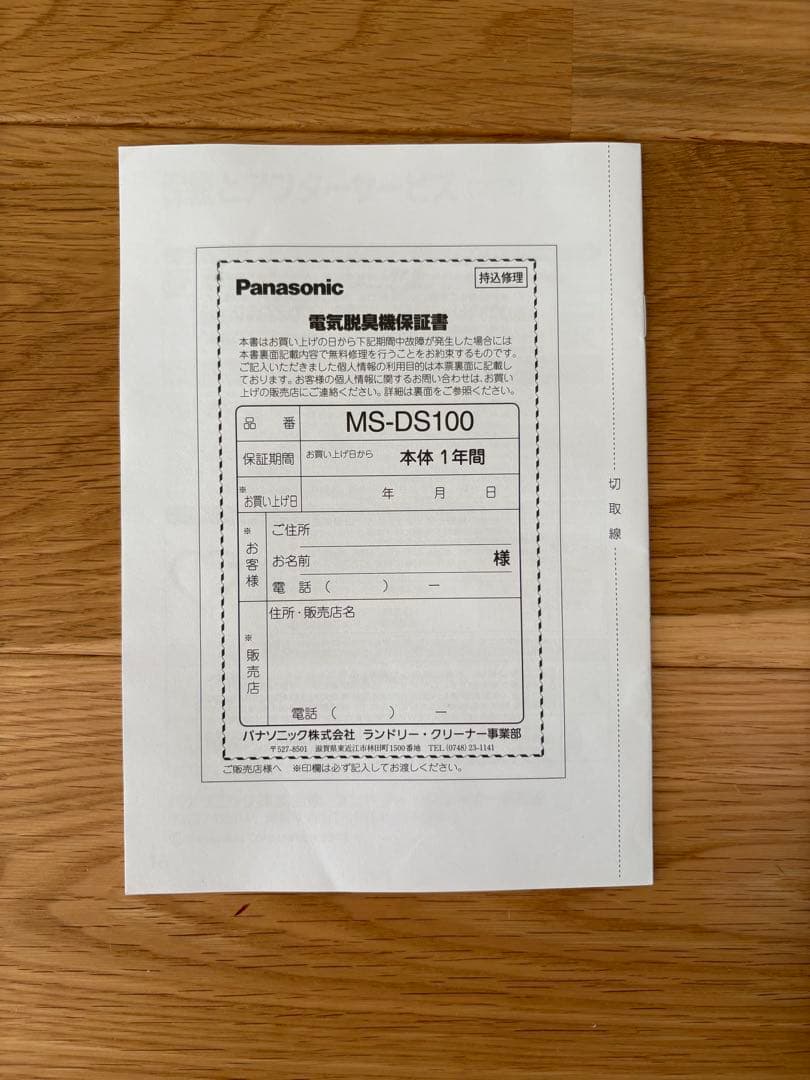 Panasonic
持込修理
電気脱臭機保証書
本書はお買い上げの日から下記期間中故障が発生した場合には
本書裏面記載内容で無料修理を行うことをお約束するものです。
ご記入いただきました個人情報の利用目的は本票裏面に記載し
ております。お客様の個人情報に関するお問い合わせは、お買い
上げの販売店にご連絡ください。詳細は裏面をご参照ください。
品 番 MS-DS100
保証期間 お買い上げ日から 本体 1年間
※お買い上げ日 年 月 日
※お客様
ご住所
お名前 様
電 話 ( ) ー
※販売店
住所・販売店名
電話 ( ) ー
パナソニック株式会社 ランドリー・クリーナー事業部
〒527-8501 滋賀県東近江市林田町1500番地 TEL (0748) 23-1141
ご販売店様へ ※印欄は必ず記入してお渡しください。
切取線